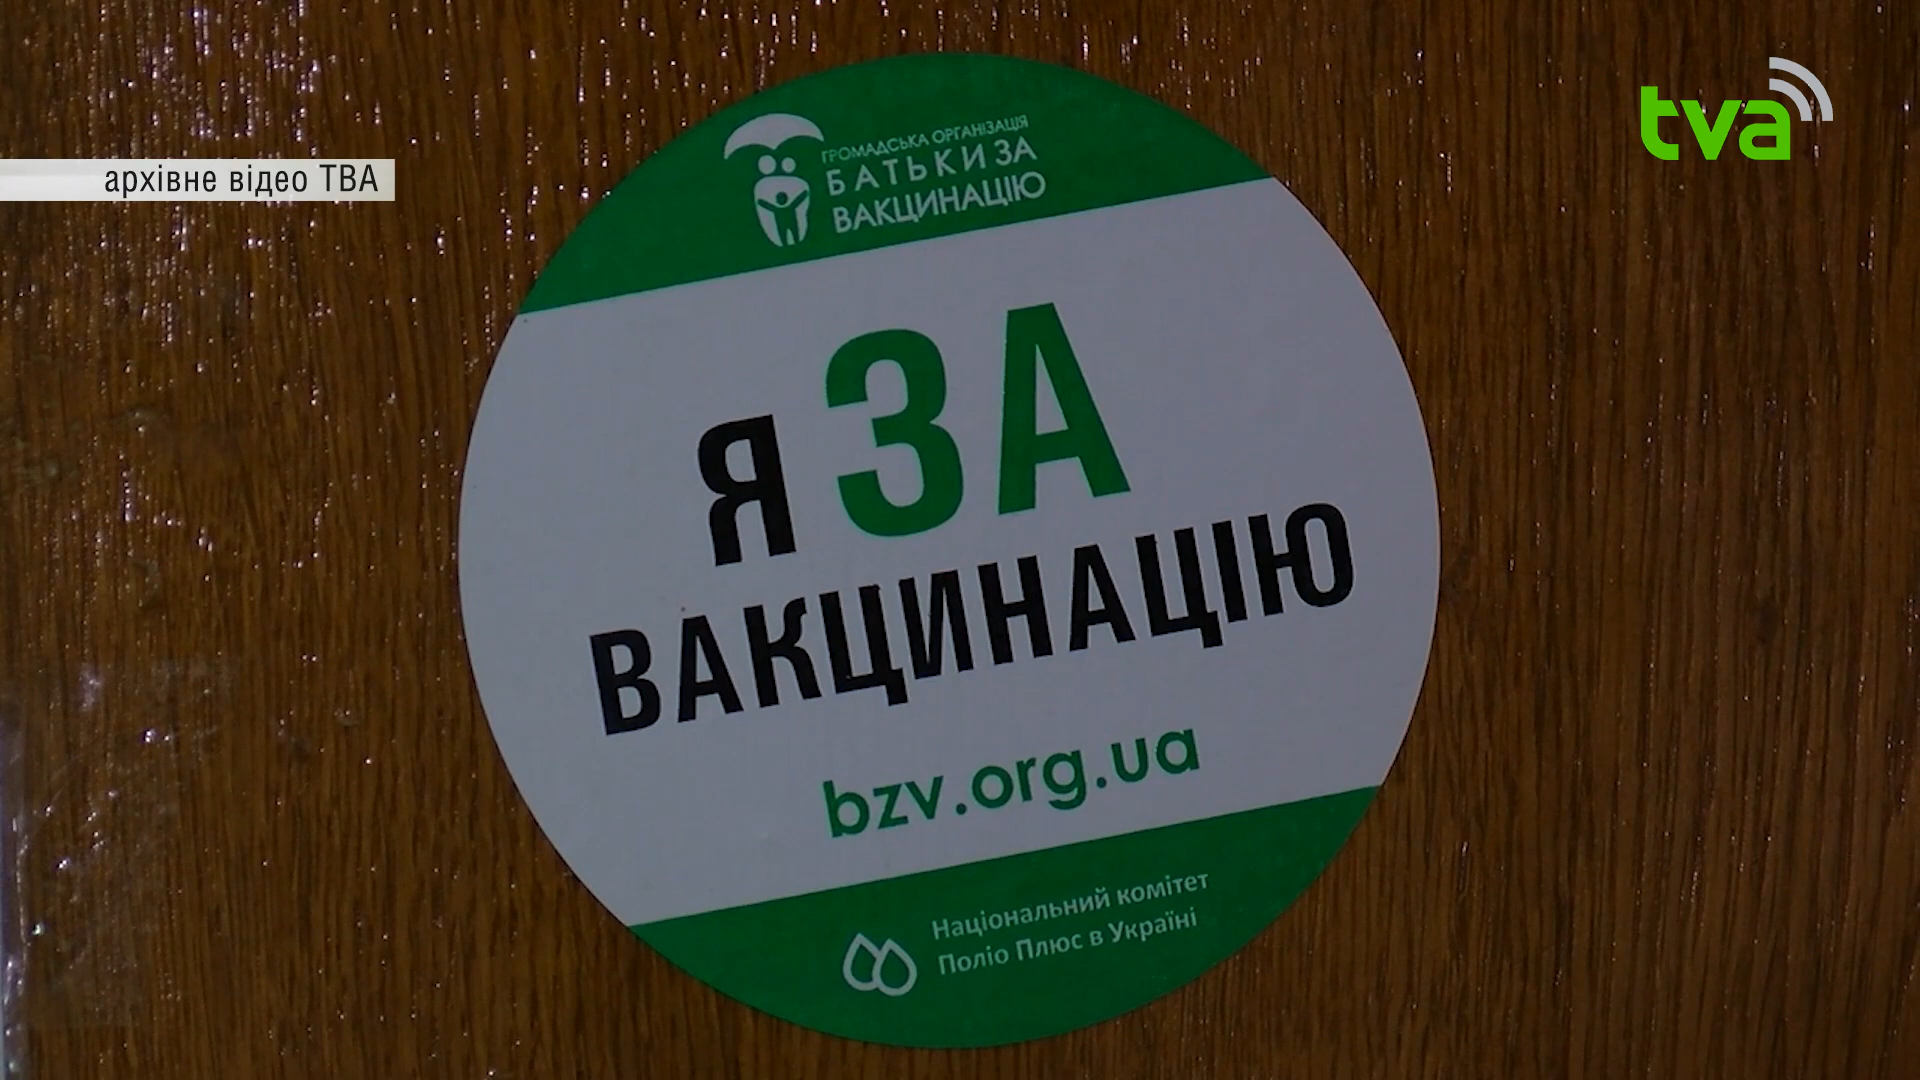 tva
архівне відео ТВА
ГРОМАДСЬКА ОРГАНІЗАЦІЯ
БАТЬКИ ЗА
ВАКЦИНАЦІЮ
Я ЗА
ВАКЦИНАЦІЮ
bzv.org.ua
Національний комітет
Поліо Плюс в Україні